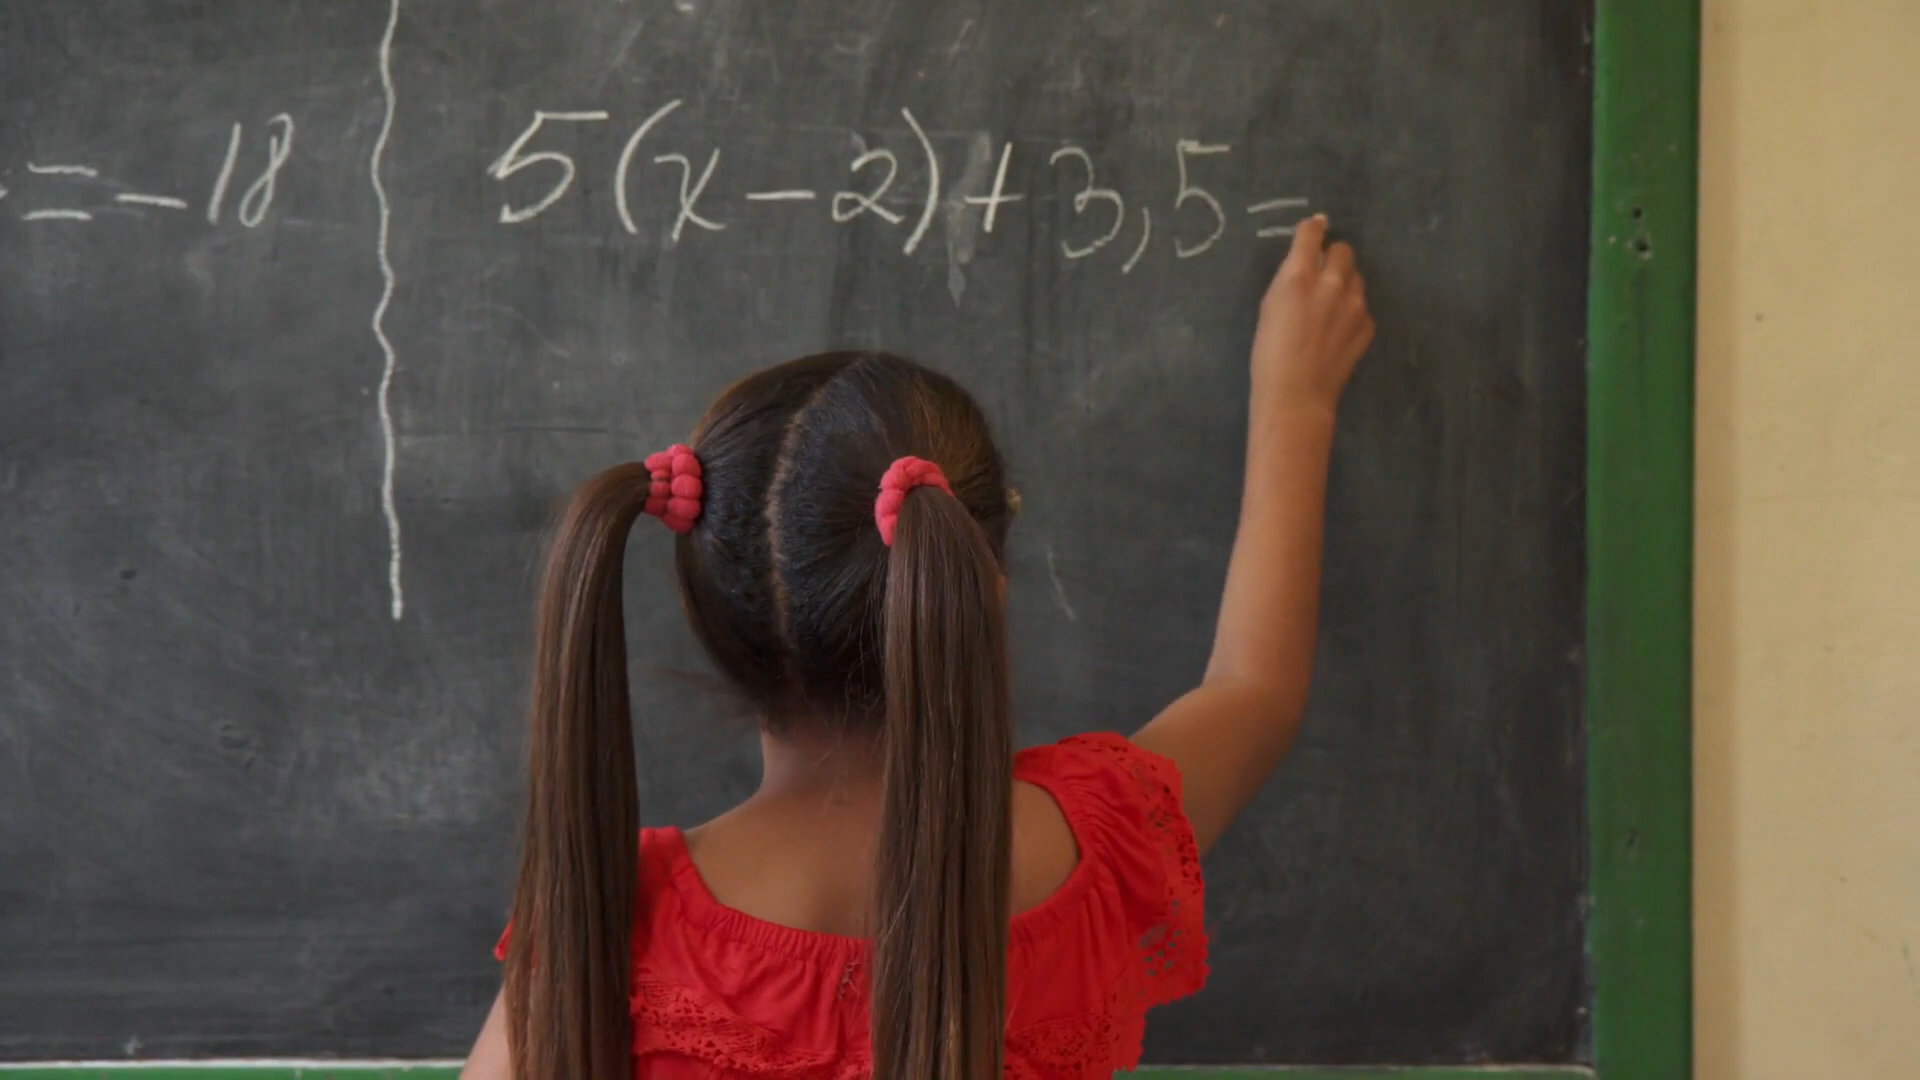 = -18
5(x-2)+3,5=